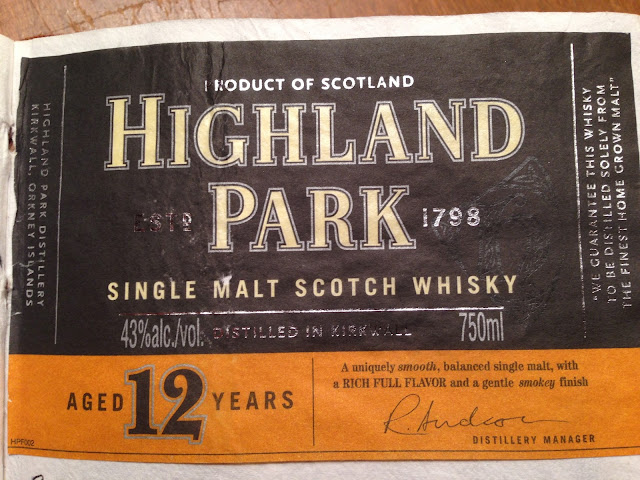 PRODUCT OF SCOTLAND
HIGHLAND
PARK
ESTD 1798
SINGLE MALT SCOTCH WHISKY
43%alc./vol. DISTILLED IN KIRKWALL 750ml
AGED 12 YEARS
A uniquely smooth, balanced single malt, with
a RICH FULL FLAVOR and a gentle smokey finish
R. Anderson
DISTILLERY MANAGER
HPF002
HIGHLAND PARK DISTILLERY
KIRKWALL, ORKNEY ISLANDS
"WE GUARANTEE THIS WHISKY
TO BE DISTILLED SOLELY FROM
THE FINEST HOME GROWN MALT"